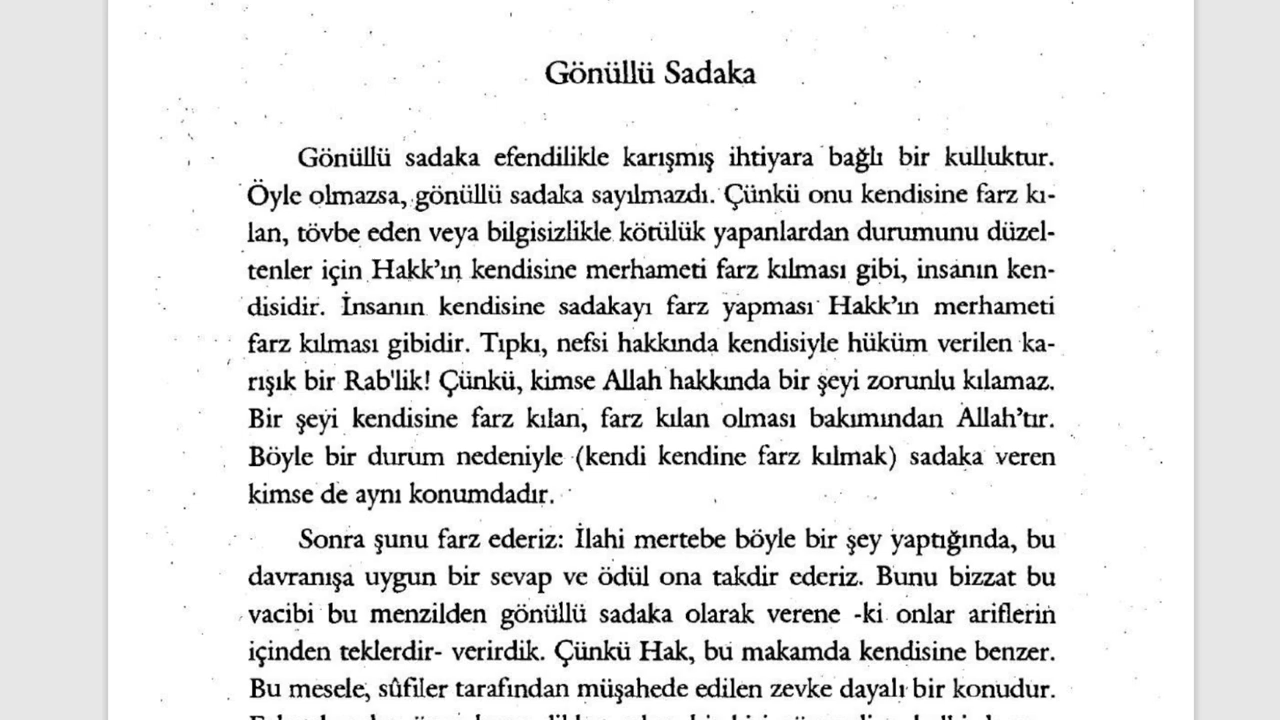 Gönüllü Sadaka
Gönüllü sadaka efendilikle karışmış ihtiyara bağlı bir kulluktur.
Öyle olmazsa, gönüllü sadaka sayılmazdı. Çünkü onu kendisine farz kı-
lan, tövbe eden veya bilgisizlikle kötülük yapanlardan durumunu düzel-
tenler için Hakk'ın kendisine merhameti farz kılması gibi, insanın ken-
disidir. İnsanın kendisine sadakayı farz yapması Hakk'ın merhameti
farz kılması gibidir. Tıpkı, nefsi hakkında kendisiyle hüküm verilen ka-
rışık bir Rab'lik! Çünkü, kimse Allah hakkında bir şeyi zorunlu kılamaz.
Bir şeyi kendisine farz kılan, farz kılan olması bakımından Allah'tır.
Böyle bir durum nedeniyle (kendi kendine farz kılmak) sadaka veren
kimse de aynı konumdadır.
Sonra şunu farz ederiz: İlahi mertebe böyle bir şey yaptığında, bu
davranışa uygun bir sevap ve ödül ona takdir ederiz. Bunu bizzat bu
vacibi bu menzilden gönüllü sadaka olarak verene -ki onlar ariflerin
içinden teklerdir- verirdik. Çünkü Hak, bu makamda kendisine benzer.
Bu mesele, sûfiler tarafından müşahede edilen zevke dayalı bir konudur.